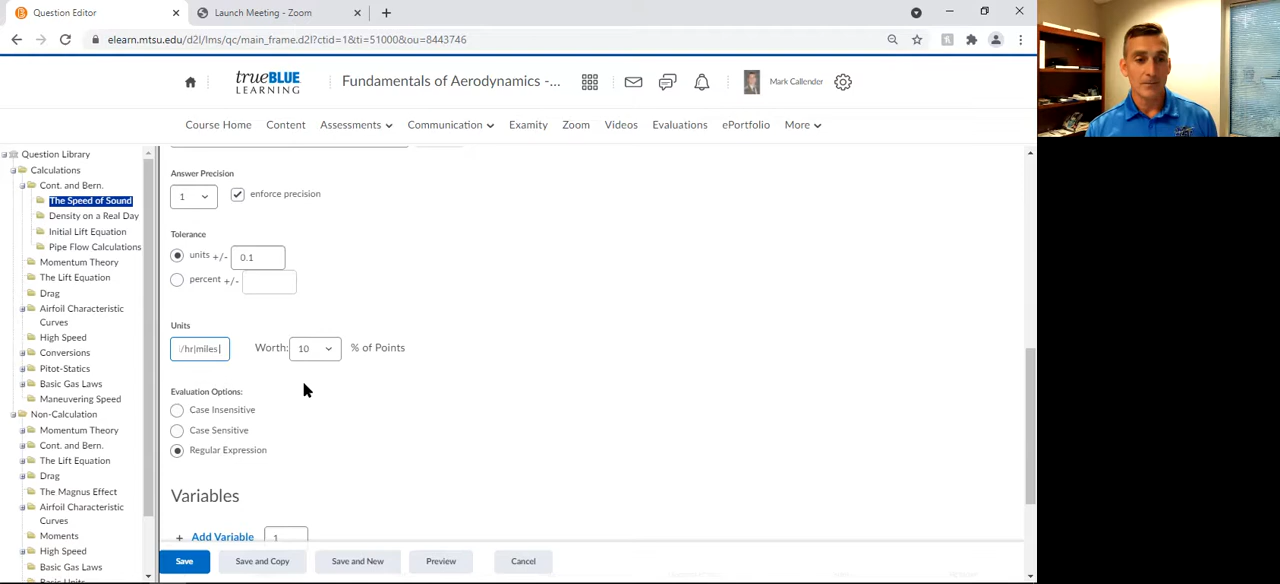 Question Editor
Launch Meeting - Zoom
elearn.mtsu.edu/d2l/lms/qc/main_frame.d2l?ctid=1&ti=51000&ou=8443746
trueBLUE LEARNING
Fundamentals of Aerodynamics -...
Mark Callender
Course Home Content Assessments Communication Examity Zoom Videos Evaluations ePortfolio More
Question Library
Calculations
Cont. and Bern.
The Speed of Sound
Density on a Real Day
Initial Lift Equation
Pipe Flow Calculations
Momentum Theory
The Lift Equation
Drag
Airfoil Characteristic
Curves
High Speed
Conversions
Pitot-Statics
Basic Gas Laws
Maneuvering Speed
Non-Calculation
Momentum Theory
Cont. and Bern.
The Lift Equation
Drag
The Magnus Effect
Airfoil Characteristic
Curves
Moments
High Speed
Basic Gas Laws
Basic Units
Answer Precision
1 enforce precision
Tolerance
units +/- 0.1
percent +/-
Units
/hr|miles Worth: 10 % of Points
Evaluation Options:
Case Insensitive
Case Sensitive
Regular Expression
Variables
+ Add Variable 1
Save Save and Copy Save and New Preview Cancel